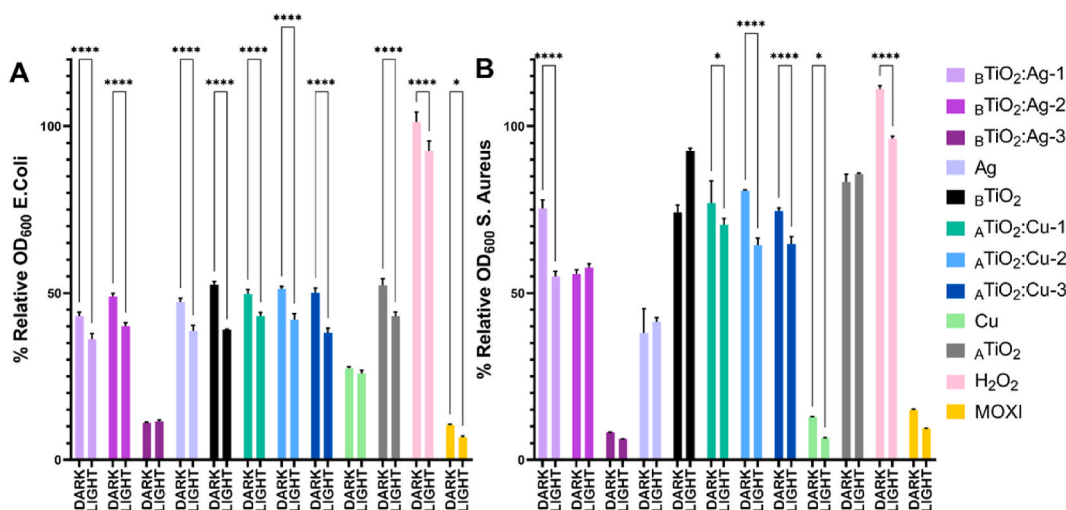 A
% Relative OD600 E.Coli
100
50
0
**** **** **** **** **** **** **** **** **** *
DARK LIGHT DARK LIGHT DARK LIGHT DARK LIGHT DARK LIGHT DARK LIGHT DARK LIGHT DARK LIGHT DARK LIGHT DARK LIGHT DARK LIGHT DARK LIGHT
B
% Relative OD600 S. Aureus
100
50
0
**** * **** **** * ****
DARK LIGHT DARK LIGHT DARK LIGHT DARK LIGHT DARK LIGHT DARK LIGHT DARK LIGHT DARK LIGHT DARK LIGHT DARK LIGHT DARK LIGHT DARK LIGHT
BTiO2:Ag-1
BTiO2:Ag-2
BTiO2:Ag-3
Ag
BTiO2
ATiO2:Cu-1
ATiO2:Cu-2
ATiO2:Cu-3
Cu
ATiO2
H2O2
MOXI